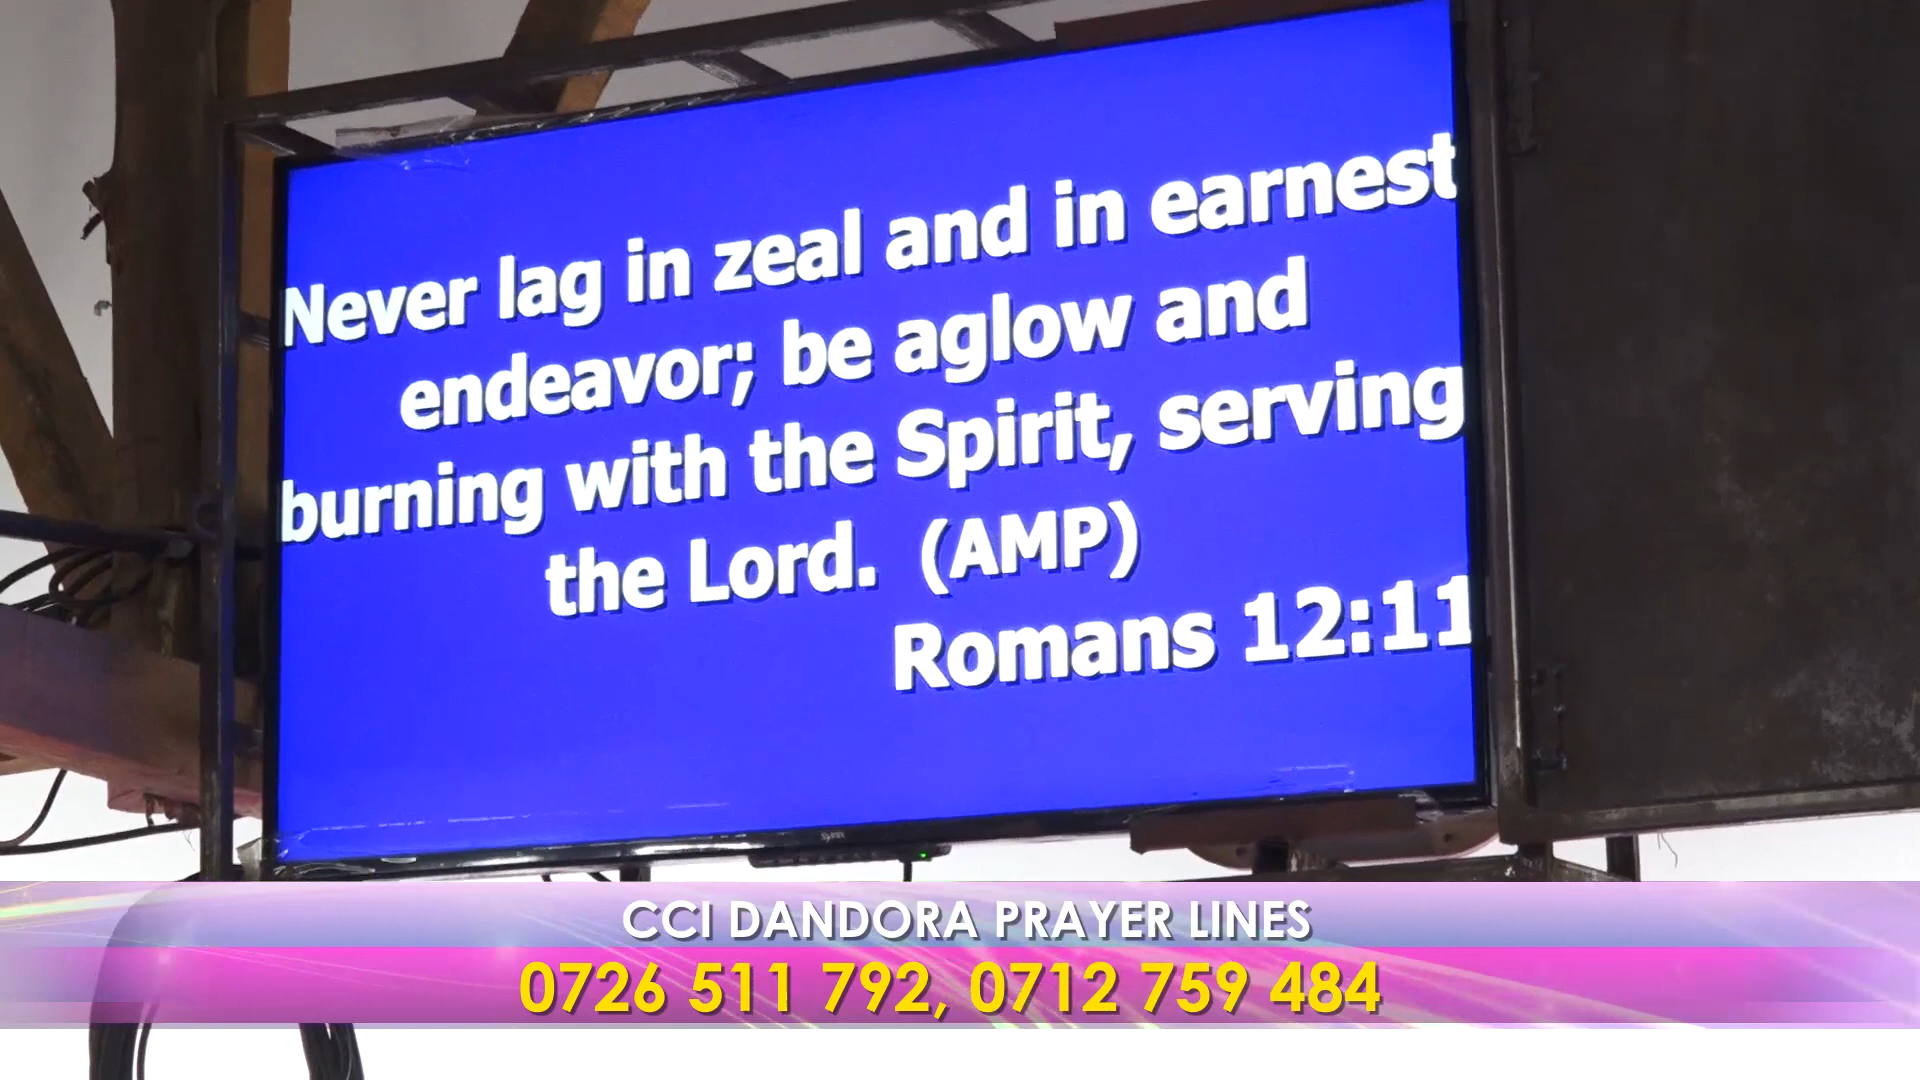 Never lag in zeal and in earnest
endeavor; be aglow and
burning with the Spirit, serving
the Lord. (AMP)
Romans 12:11
CCI DANDORA PRAYER LINES
0726 511 792, 0712 759 484